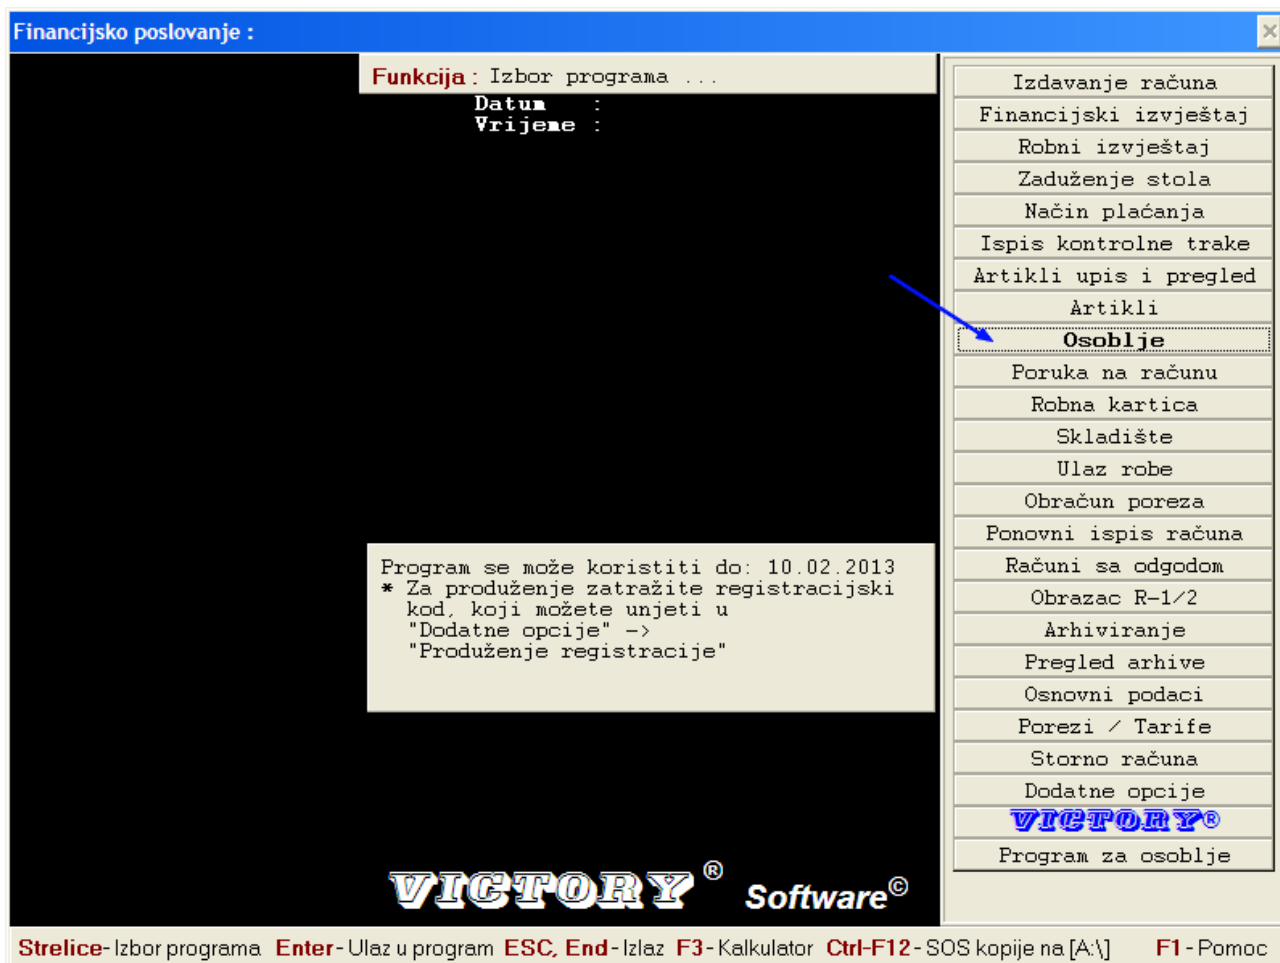 Financijsko poslovanje :
Funkcija : Izbor programa ...
Datum :
Vrijeme :
Izdavanje računa
Financijski izvještaj
Robni izvještaj
Zaduženje stola
Način plaćanja
Ispis kontrolne trake
Artikli upis i pregled
Artikli
Osoblje
Poruka na računu
Robna kartica
Skladište
Ulaz robe
Obračun poreza
Ponovni ispis računa
Računi sa odgodom
Obrazac R-1/2
Arhiviranje
Pregled arhive
Osnovni podaci
Porezi / Tarife
Storno računa
Dodatne opcije
VICTORY®
Program za osoblje
Program se može koristiti do: 10.02.2013
* Za produženje zatražite registracijski
kod, koji možete unjeti u
"Dodatne opcije" ->
"Produženje registracije"
VICTORY® Software©
Strelice-Izbor programa Enter-Ulaz u program ESC, End-Izlaz F3-Kalkulator Ctrl-F12-SOS kopije na [A:\] F1-Pomoc